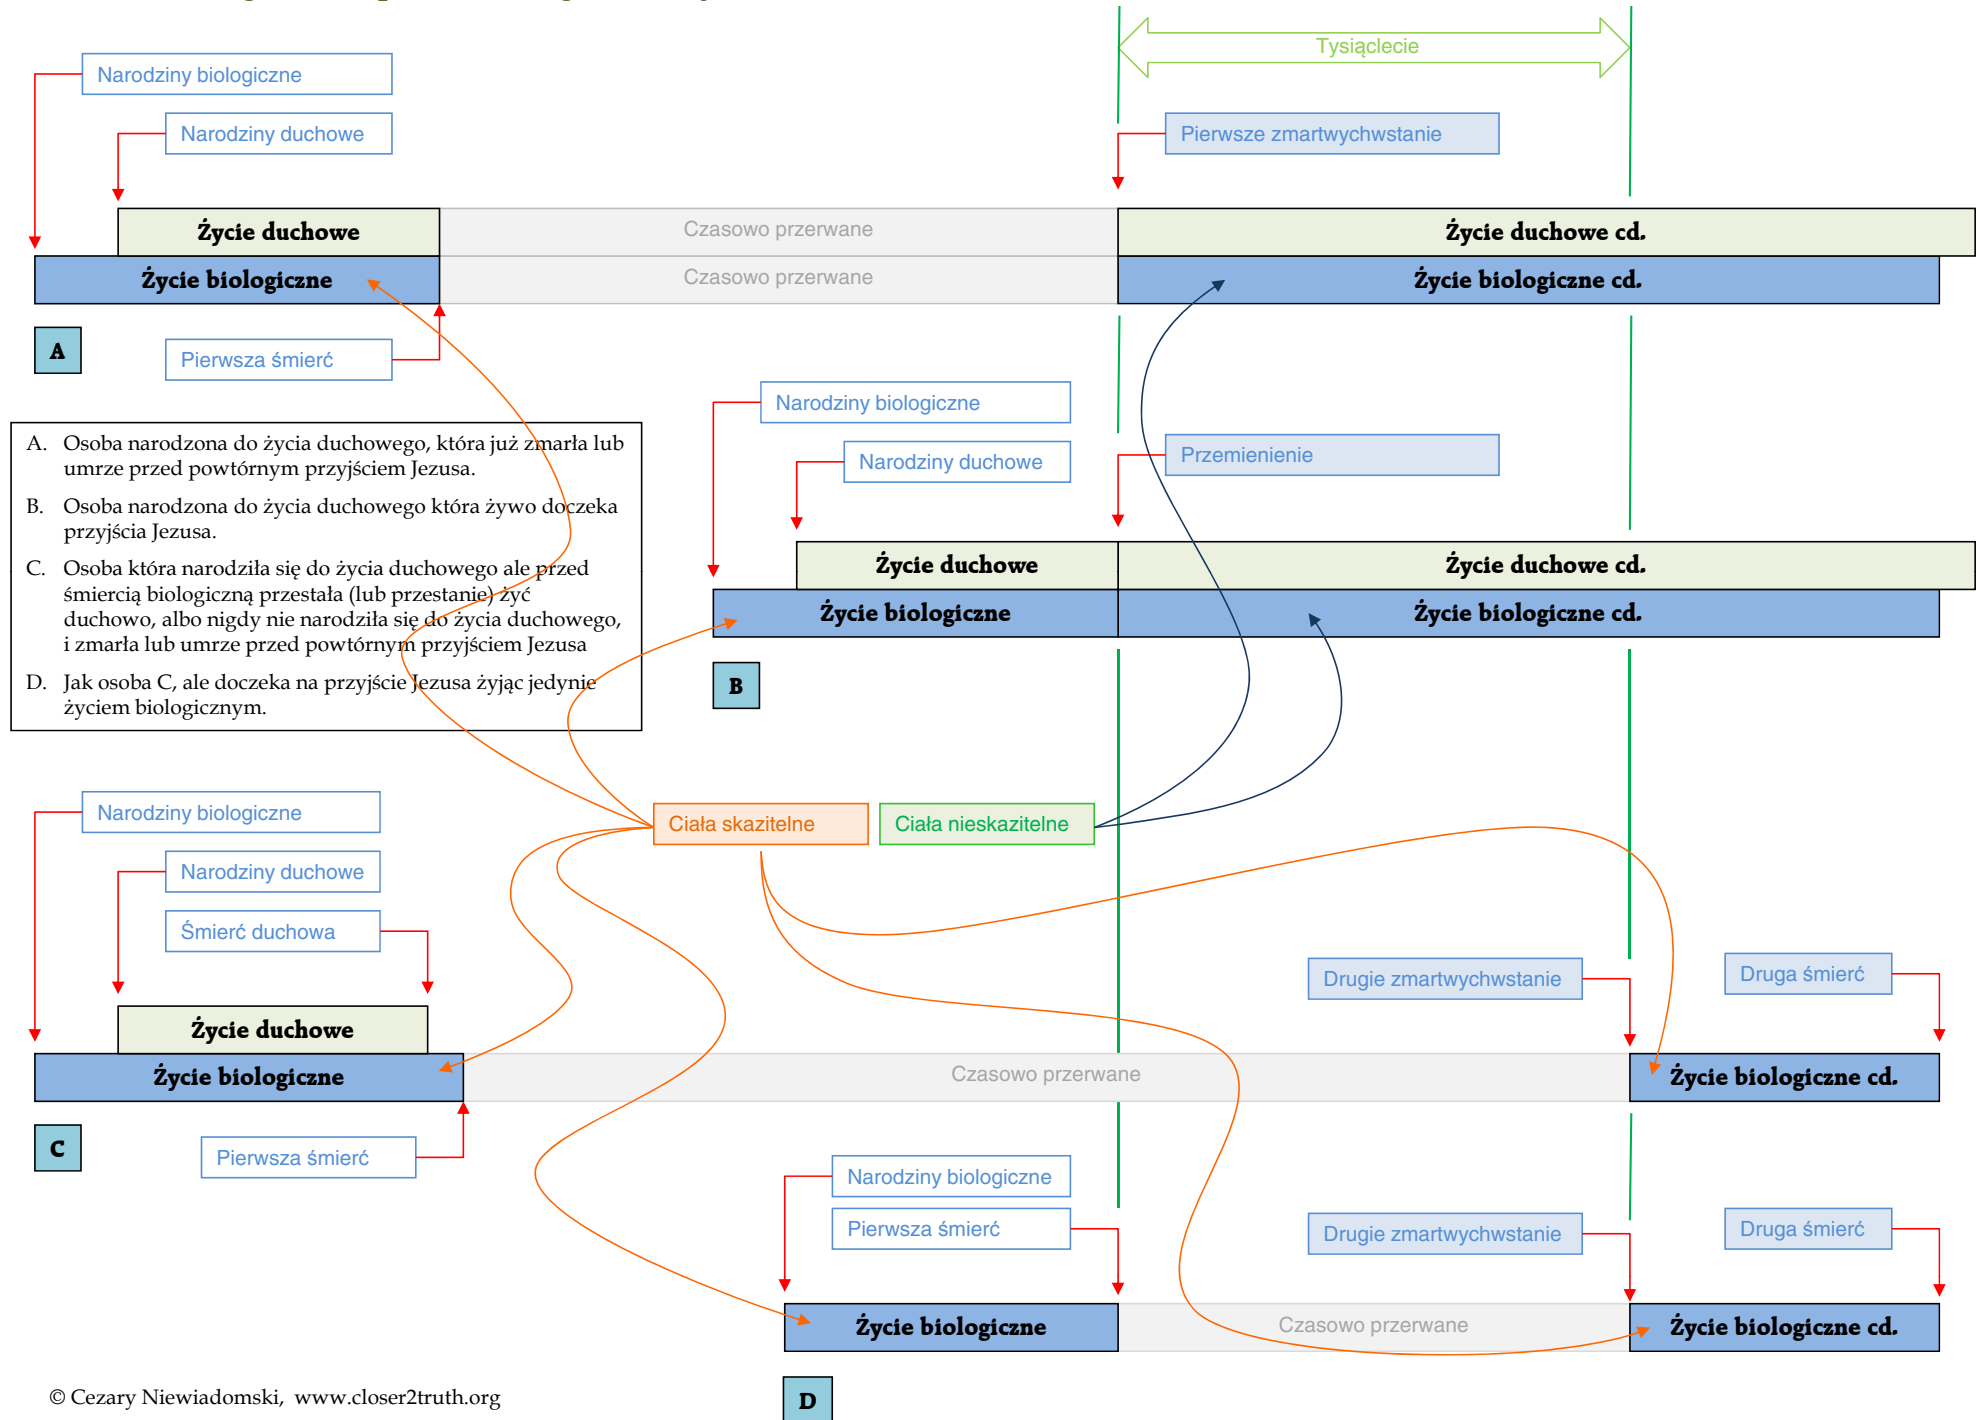 Tysiąclecie
Narodziny biologiczne
Narodziny duchowe
Pierwsze zmartwychwstanie
Życie duchowe
Czasowo przerwane
Życie duchowe cd.
Życie biologiczne
Czasowo przerwane
Życie biologiczne cd.
A
Pierwsza śmierć
Narodziny biologiczne
Narodziny duchowe
Przemienienie
A. Osoba narodzona do życia duchowego, która już zmarła lub
umrze przed powtórnym przyjściem Jezusa.
B. Osoba narodzona do życia duchowego która żywo doczeka
przyjścia Jezusa.
C. Osoba która narodziła się do życia duchowego ale przed
śmiercią biologiczną przestała (lub przestanie) żyć
duchowo, albo nigdy nie narodziła się do życia duchowego,
i zmarła lub umrze przed powtórnym przyjściem Jezusa
D. Jak osoba C, ale doczeka na przyjście Jezusa żyjąc jedynie
życiem biologicznym.
Życie duchowe
Życie duchowe cd.
Życie biologiczne
Życie biologiczne cd.
B
Ciała skazitelne
Ciała nieskazitelne
Narodziny biologiczne
Narodziny duchowe
Śmierć duchowa
Drugie zmartwychwstanie
Druga śmierć
Życie duchowe
Życie biologiczne
Czasowo przerwane
Życie biologiczne cd.
C
Pierwsza śmierć
Narodziny biologiczne
Pierwsza śmierć
Drugie zmartwychwstanie
Druga śmierć
Życie biologiczne
Czasowo przerwane
Życie biologiczne cd.
D
© Cezary Niewiadomski, www.closer2truth.org